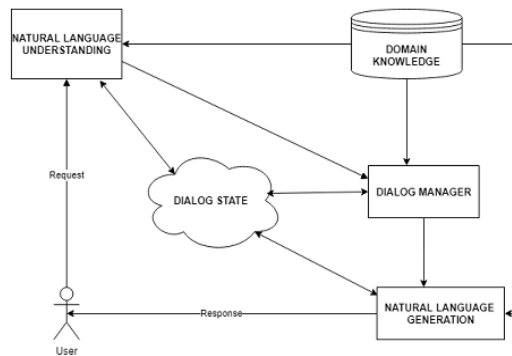 NATURAL LANGUAGE
UNDERSTANDING
DOMAIN
KNOWLEDGE
Request
DIALOG STATE
DIALOG MANAGER
Response
NATURAL LANGUAGE
GENERATION
User